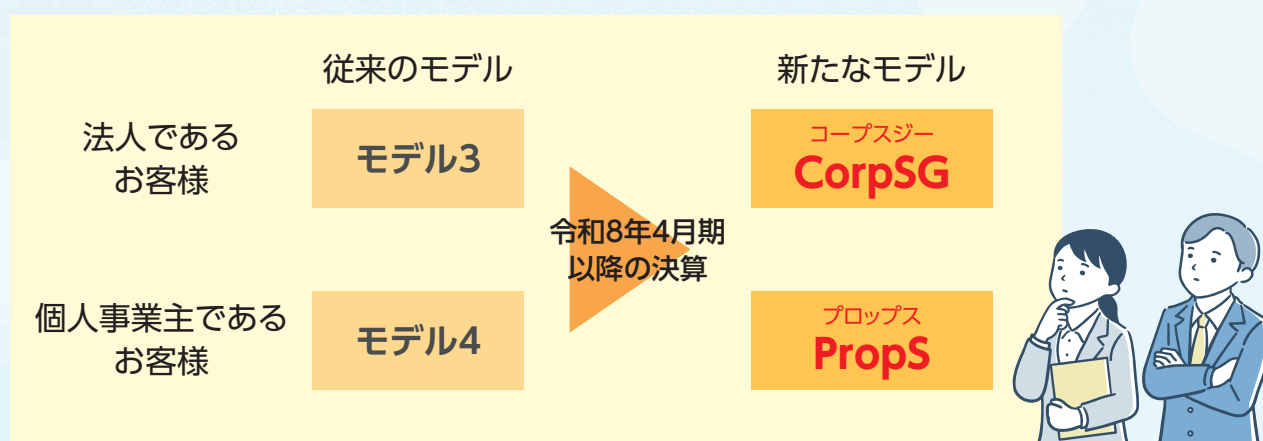 従来のモデル
新たなモデル
法人である
お客様
モデル3
コープスジー
CorpSG
令和8年4月期
以降の決算
個人事業主である
お客様
モデル4
プロップス
PropS